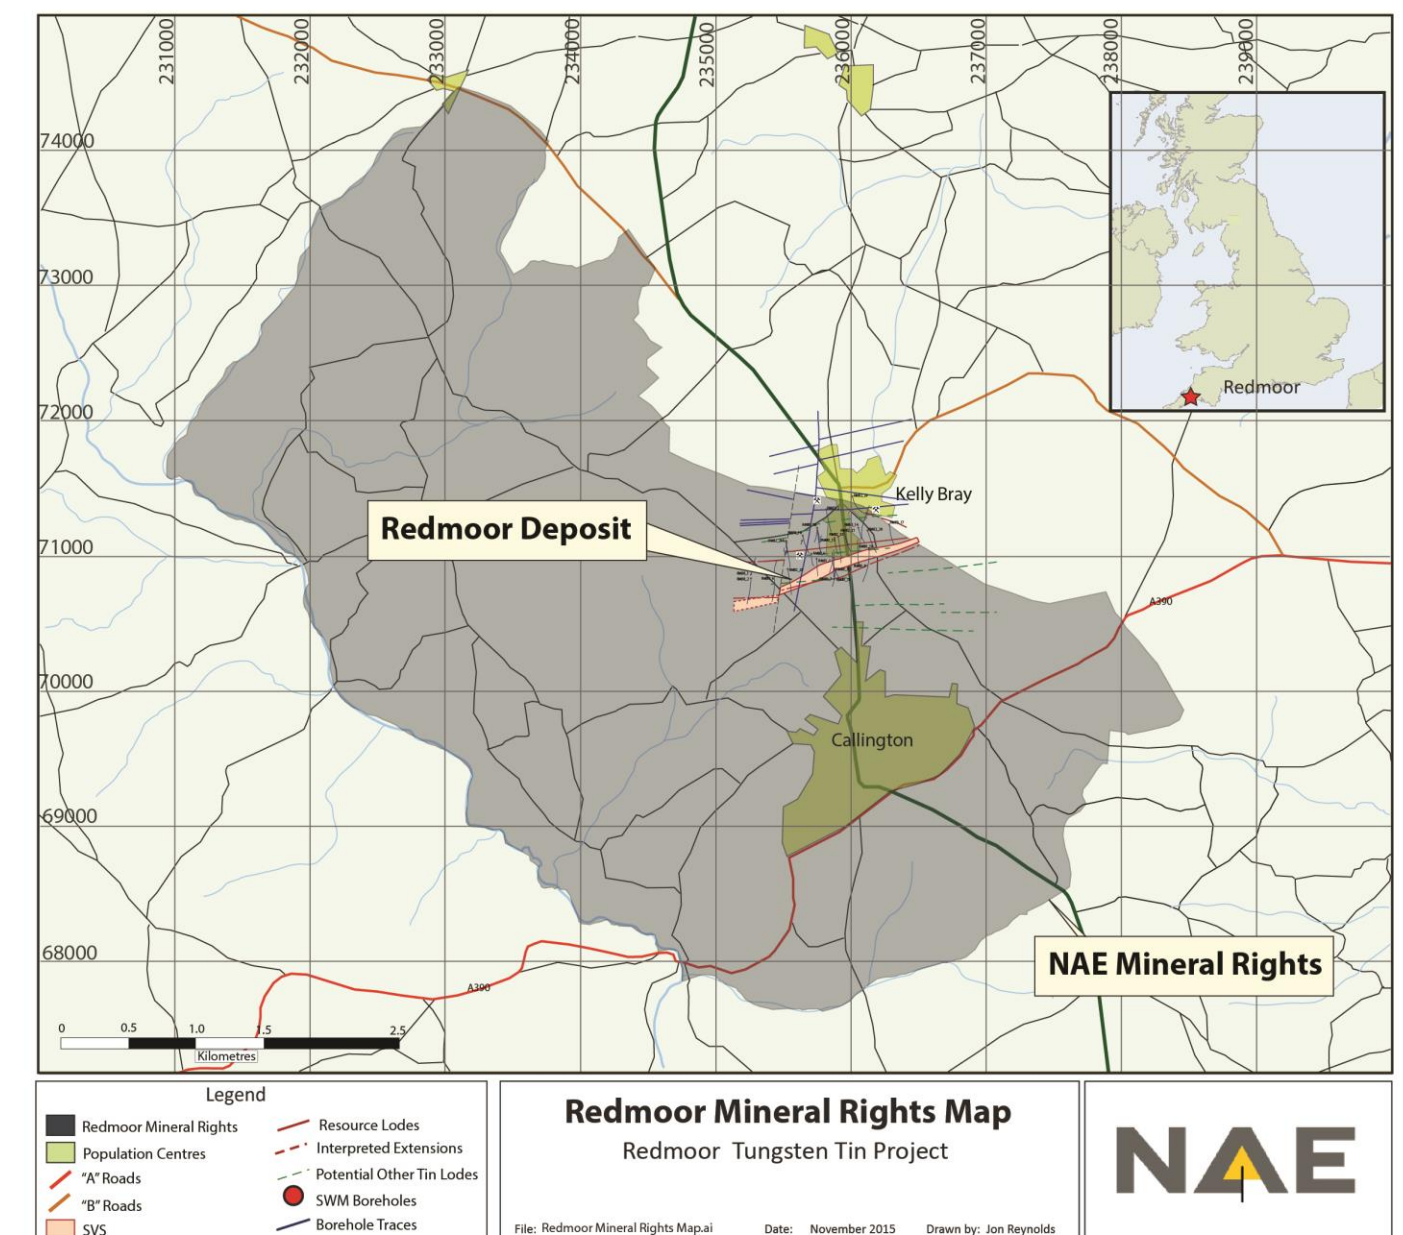 231000
232000
233000
234000
235000
236000
237000
238000
239000
74000
73000
72000
71000
70000
69000
68000
Redmoor
Kelly Bray
Redmoor Deposit
A390
Callington
NAE Mineral Rights
A390
0 0.5 1.0 1.5 2.5
Kilometres
Legend
Redmoor Mineral Rights
Population Centres
"A" Roads
"B" Roads
SVS
Resource Lodes
Interpreted Extensions
Potential Other Tin Lodes
SWM Boreholes
Borehole Traces
Redmoor Mineral Rights Map
Redmoor Tungsten Tin Project
File: Redmoor Mineral Rights Map.ai Date: November 2015 Drawn by: Jon Reynolds
NAE